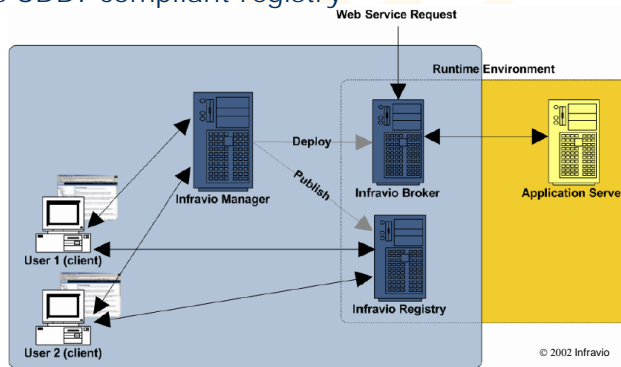 UDDI compliant registry
Web Service Request
Runtime Environment
Deploy
Publish
Infravio Manager
Infravio Broker
Application Serve
User 1 (client)
Infravio Registry
User 2 (client)
© 2002 Infravio